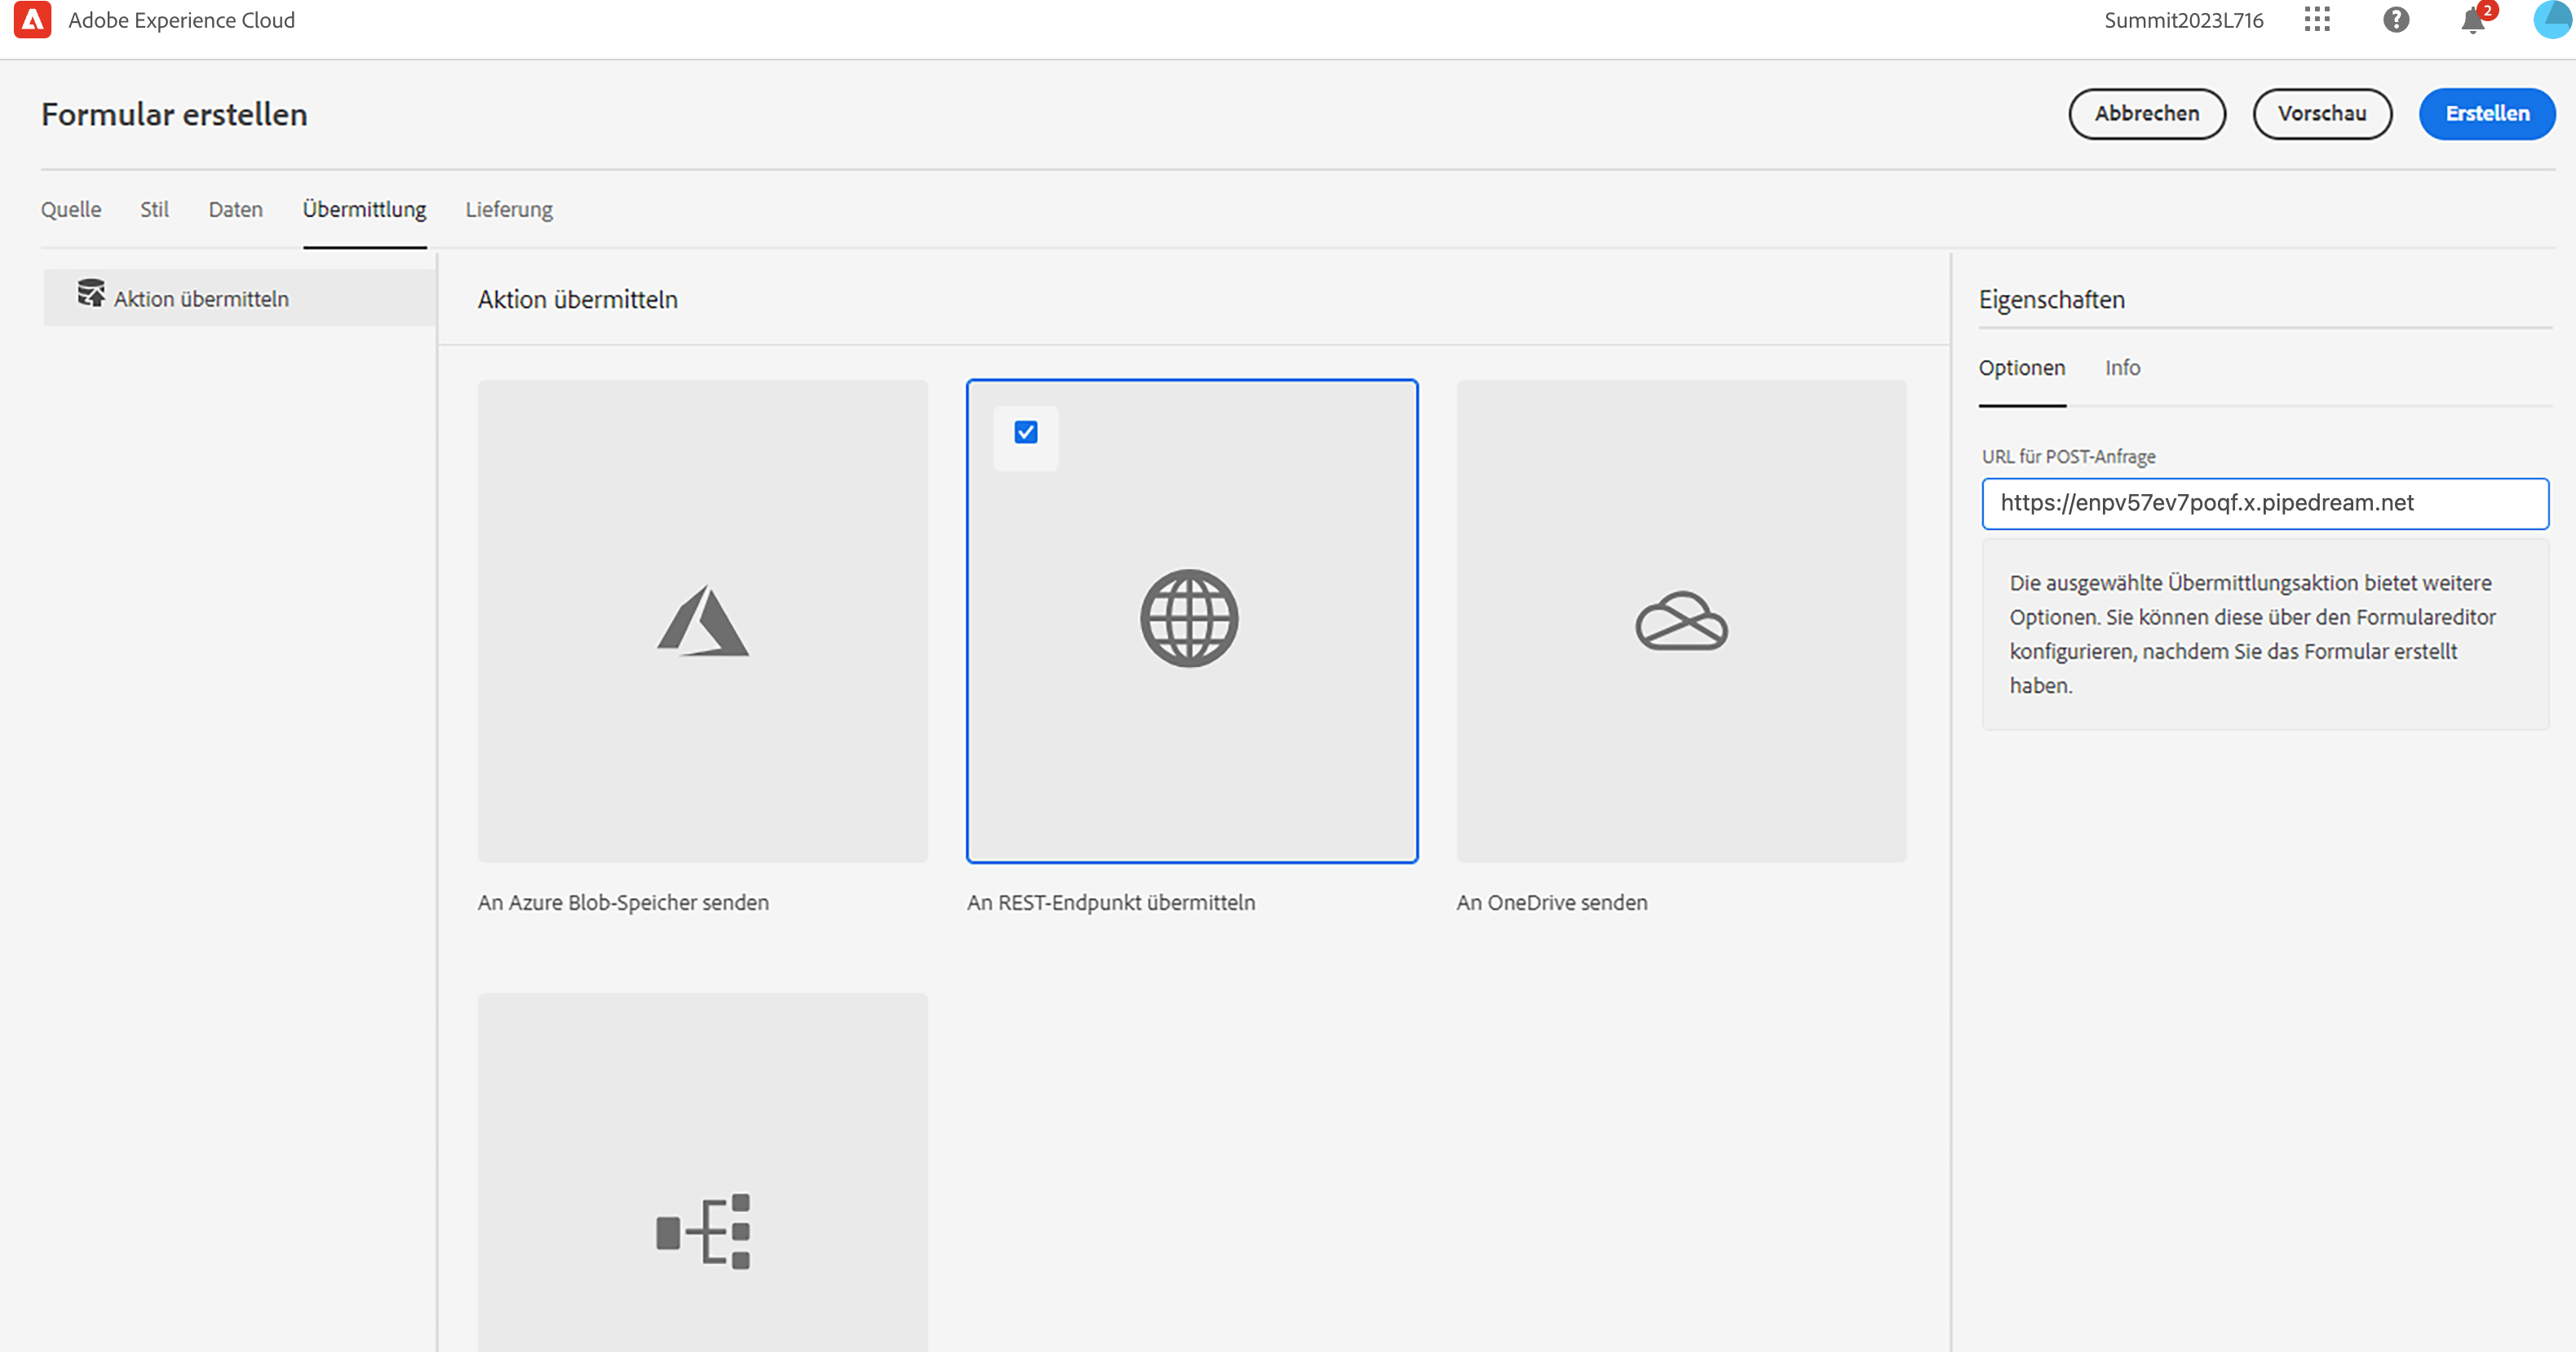 Adobe Experience Cloud
Summit2023L716
2
Formular erstellen
Abbrechen
Vorschau
Erstellen
Quelle
Stil
Daten
Übermittlung
Lieferung
Aktion übermitteln
Aktion übermitteln
An Azure Blob-Speicher senden
An REST-Endpunkt übermitteln
An OneDrive senden
Eigenschaften
Optionen
Info
URL für POST-Anfrage
https://enpv57ev7poqf.x.pipedream.net
Die ausgewählte Übermittlungsaktion bietet weitere
Optionen. Sie können diese über den Formulareditor
konfigurieren, nachdem Sie das Formular erstellt
haben.